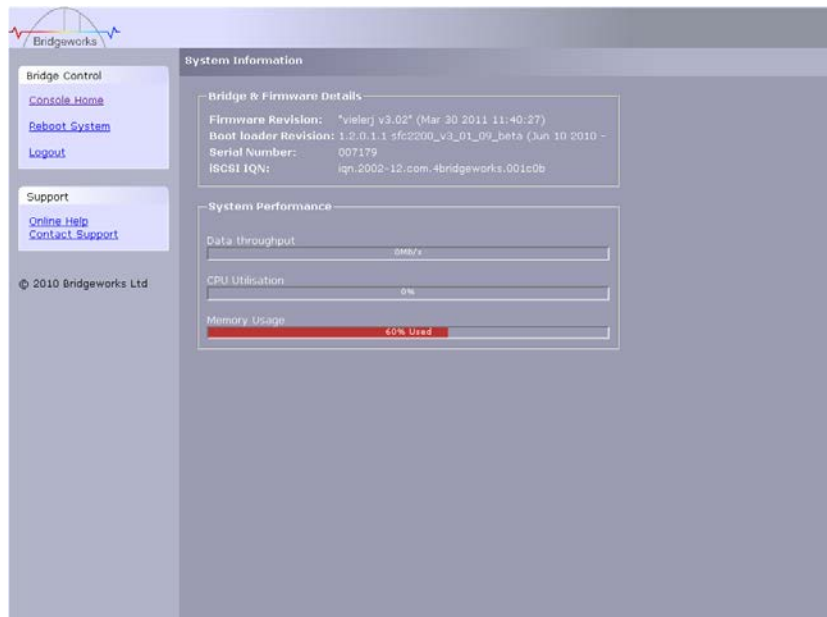 Bridgeworks
System Information
Bridge Control
Console Home
Reboot System
Logout
Support
Online Help
Contact Support
© 2010 Bridgeworks Ltd
Bridge & Firmware Details
Firmware Revision: "vielerj v3.02" (Mar 30 2011 11:40:27)
Boot loader Revision: 1.2.0.1.1 sfc2200_v3_01_09_beta (Jun 10 2010 -
Serial Number: 007179
iSCSI IQN: iqn.2002-12.com.4bridgeworks.001c0b
System Performance
Data throughput
0MB/s
CPU Utilisation
0%
Memory Usage
60% Used